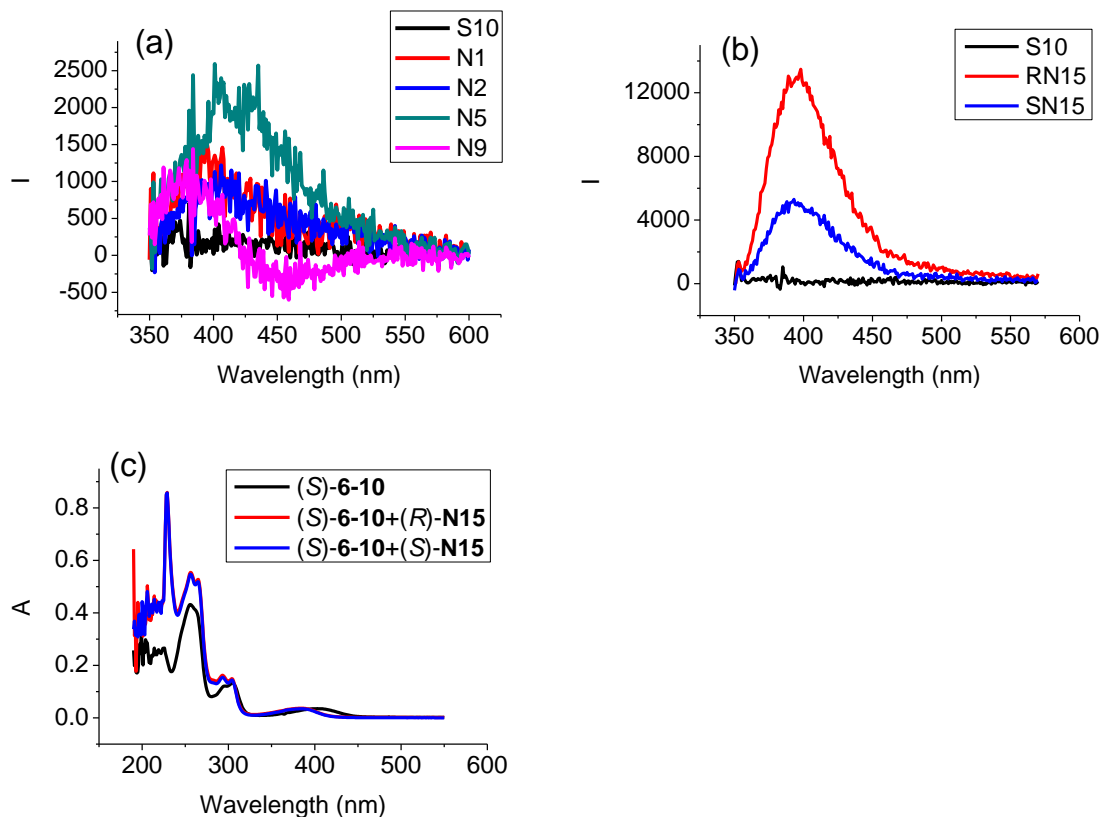 (a)
S10
N1
N2
N5
N9
2500
2000
1500
1000
500
0
-500
I
350 400 450 500 550 600
Wavelength (nm)
(b)
S10
RN15
SN15
12000
8000
4000
0
I
350 400 450 500 550 600
Wavelength (nm)
(c)
(S)-6-10
(S)-6-10+(R)-N15
(S)-6-10+(S)-N15
0.8
0.6
0.4
0.2
0.0
A
200 300 400 500 600
Wavelength (nm)